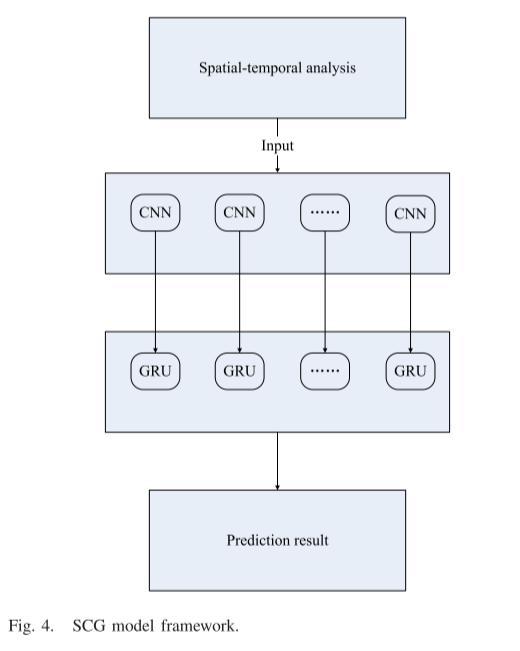 Spatial-temporal analysis
Input
CNN CNN ······ CNN
GRU GRU ······ GRU
Prediction result
Fig. 4. SCG model framework.